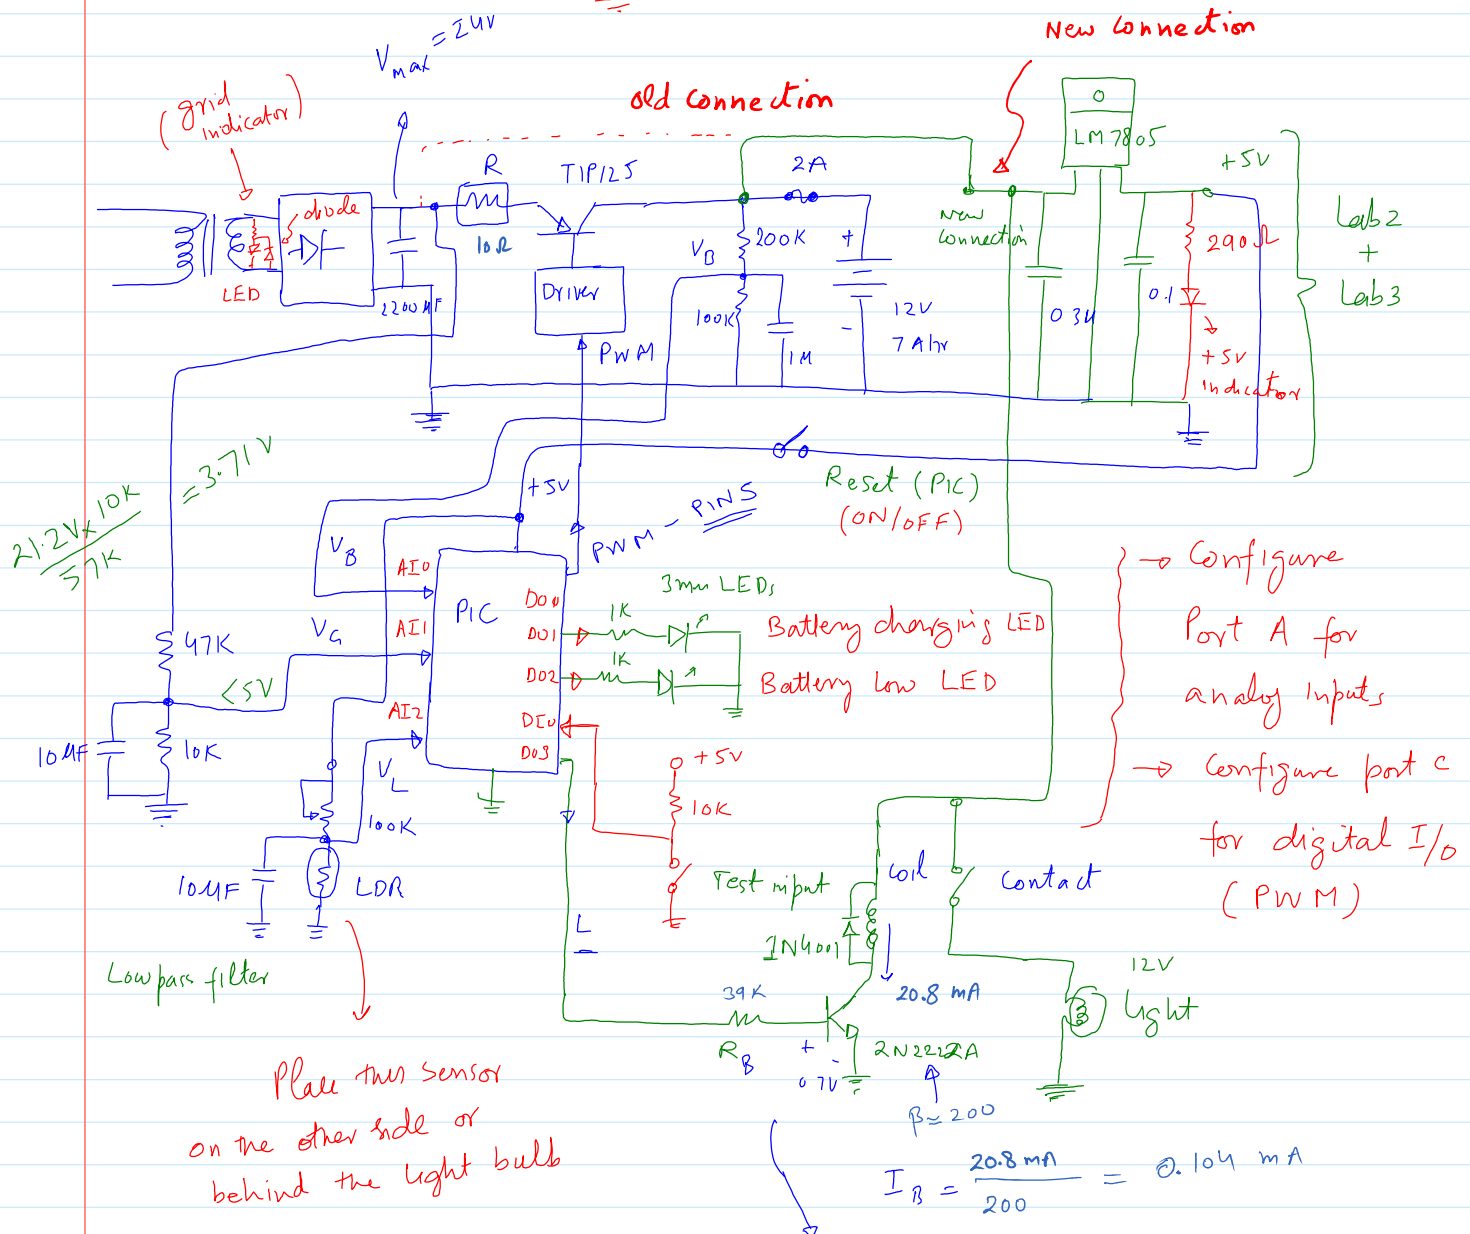 New Connection
Vmax = 24V
old connection
(grid
indicator)
LM7805
+5V
R
TIP125
2A
diode
10Ω
New
connection
VB
200K
+
290Ω
Lab2
+
Lab3
LED
2200µF
Driver
100K
12V
7Ahr
-
0.34
0.1
PWM
1M
+5V
indicator
21.2V x 10K
57K
= 3.71V
+5V
Reset (PIC)
(ON/OFF)
PWM - PIN 5
VB
AI0
PIC
DO0
3mm LEDs
→ Configure
Port A for
analog inputs
→ Configure port C
for digital I/O
(PWM)
VG
AI1
DO1
1K
Battery charging LED
47K
<5V
DO2
1K
Battery Low LED
AI2
DI0
DO3
10µF
10K
VL
+5V
10K
100K
10µF
LDR
Test input
Coil
Contact
1N4001
L
Low pass filter
39K
RB
20.8 mA
12V
light
+
-
0.7V
2N2222A
β≈200
Place this sensor
on the other side or
behind the light bulb
IB = 20.8 mA
200
= 0.104 mA